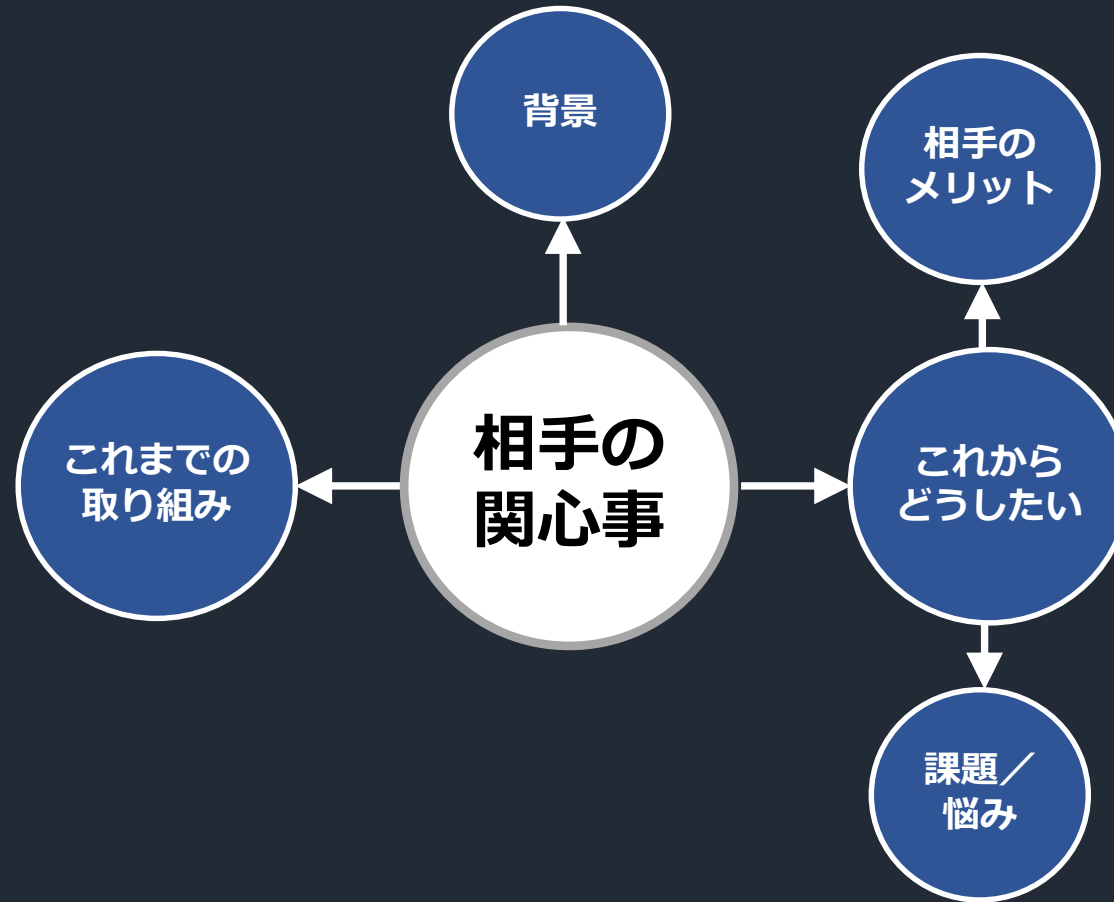 背景
相手の
メリット
これまでの
取り組み
相手の
関心事
これから
どうしたい
課題／
悩み